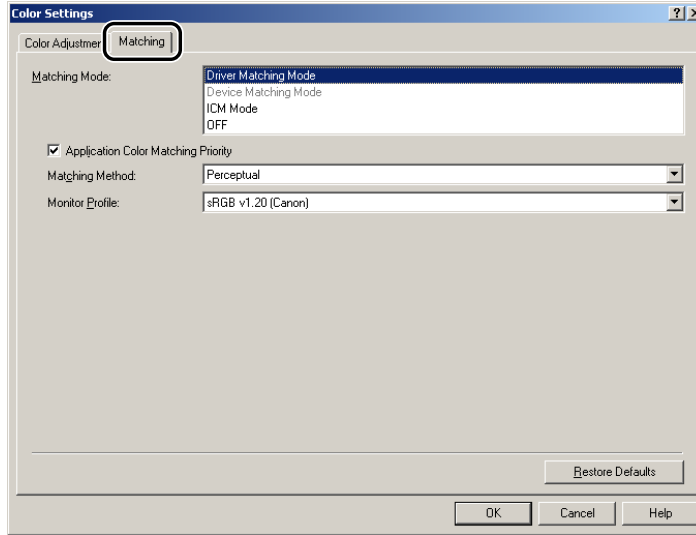 Color Settings
Color Adjustmer Matching
Matching Mode:
Driver Matching Mode
Device Matching Mode
ICM Mode
OFF
Application Color Matching Priority
Matching Method: Perceptual
Monitor Profile: sRGB v1.20 (Canon)
Restore Defaults
OK Cancel Help